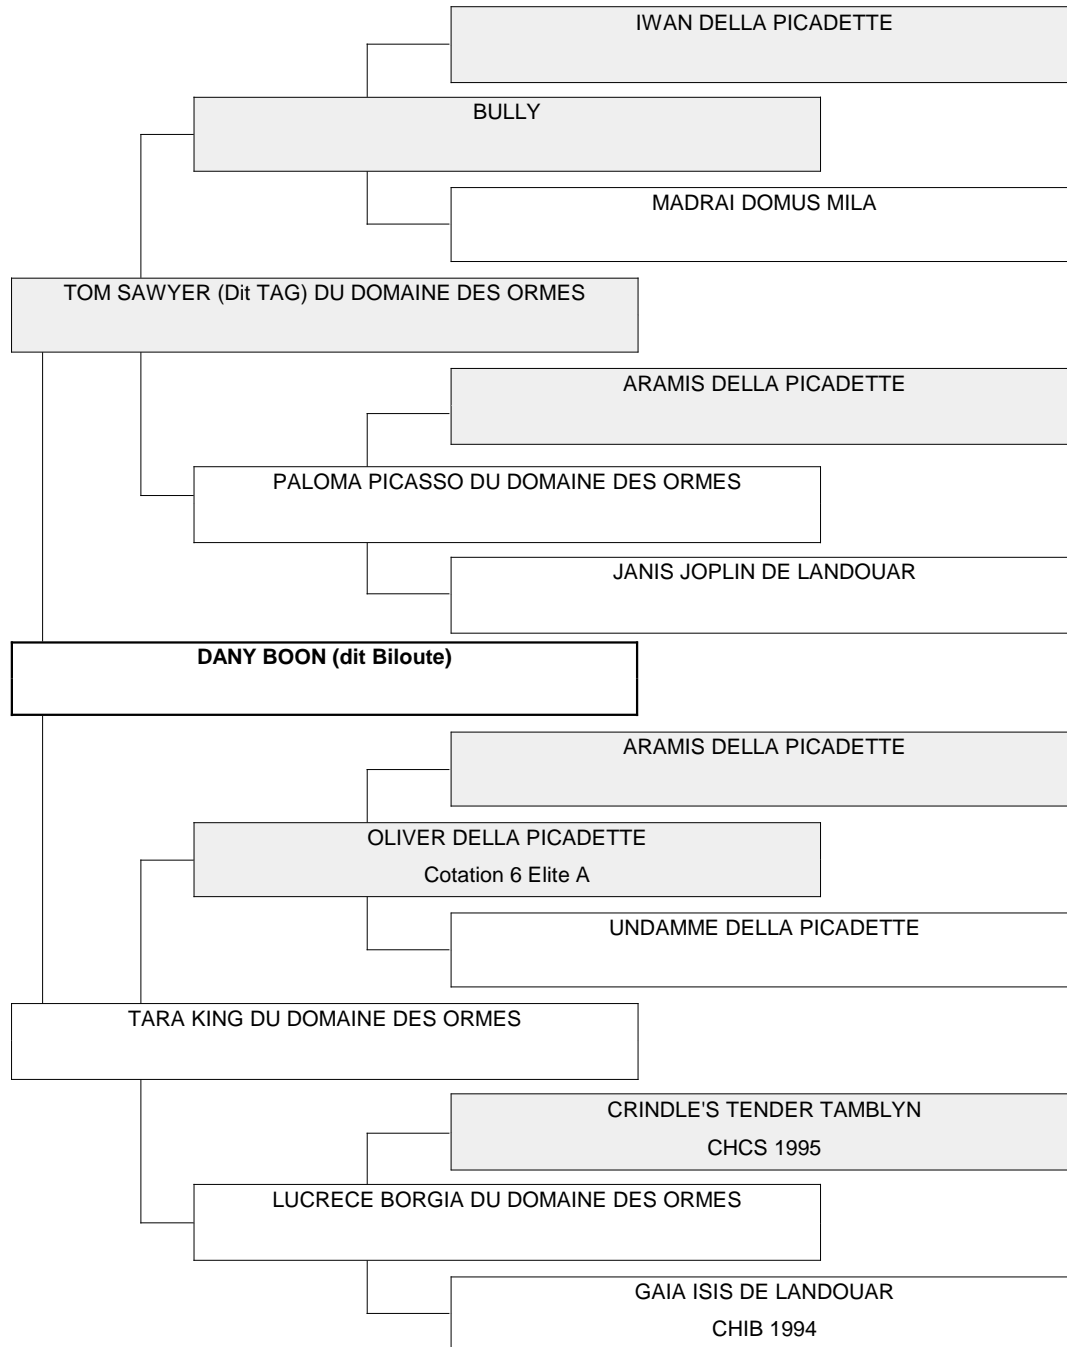 IWAN DELLA PICADETTE
BULLY
MADRAI DOMUS MILA
TOM SAWYER (Dit TAG) DU DOMAINE DES ORMES
ARAMIS DELLA PICADETTE
PALOMA PICASSO DU DOMAINE DES ORMES
JANIS JOPLIN DE LANDOUAR
DANY BOON (dit Biloute)
ARAMIS DELLA PICADETTE
OLIVER DELLA PICADETTE
Cotation 6 Elite A
UNDAMME DELLA PICADETTE
TARA KING DU DOMAINE DES ORMES
CRINDLE'S TENDER TAMBLYN
CHCS 1995
LUCRECE BORGIA DU DOMAINE DES ORMES
GAIA ISIS DE LANDOUAR
CHIB 1994